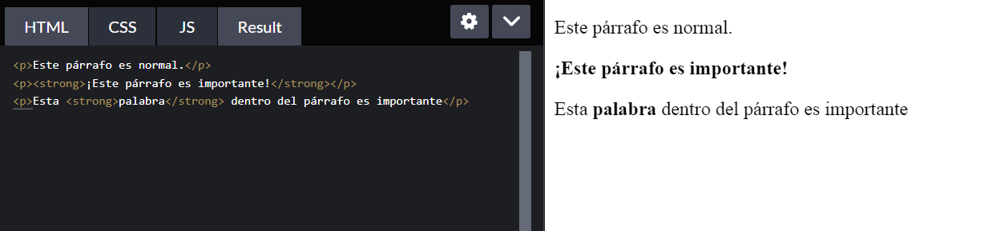 HTML CSS JS Result
<p>Este párrafo es normal.</p>
<p><strong>¡Este párrafo es importante!</strong></p>
<p>Esta <strong>palabra</strong> dentro del párrafo es importante</p>
Este párrafo es normal.
¡Este párrafo es importante!
Esta palabra dentro del párrafo es importante